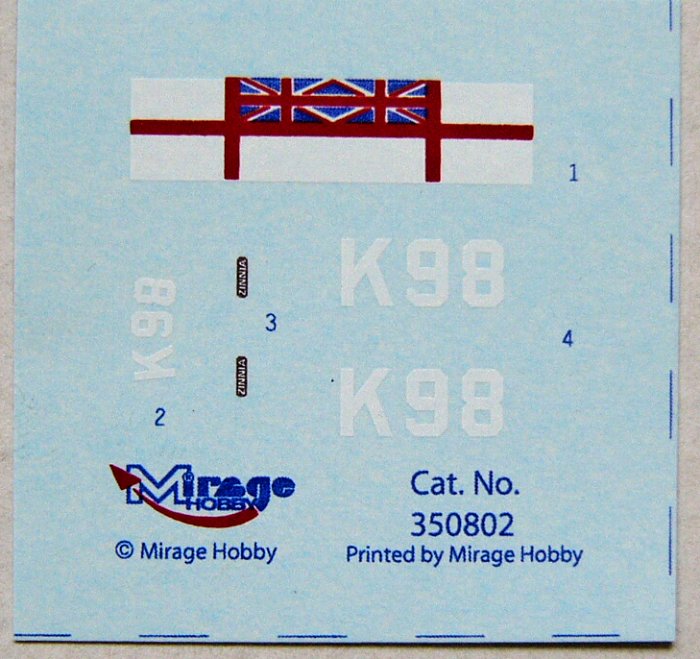 1
K98
ZINNIA
3
K98
4
ZINNIA
K98
2
Mirage
HOBBY
Cat. No.
350802
© Mirage Hobby
Printed by Mirage Hobby